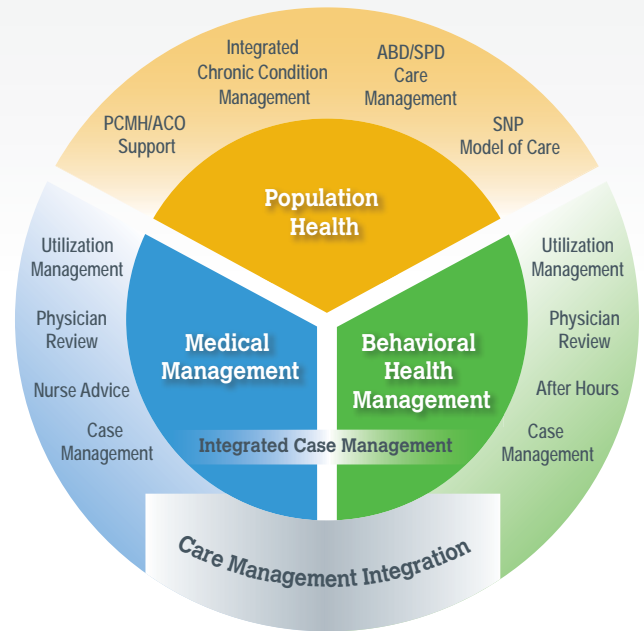 Integrated
Chronic Condition
Management
ABD/SPD
Care
Management
PCMH/ACO
Support
SNP
Model of Care
Population
Health
Utilization
Management
Physician
Review
Nurse Advice
Case
Management
Medical
Management
Behavioral
Health
Management
Utilization
Management
Physician
Review
After Hours
Case
Management
Integrated Case Management
Care Management Integration